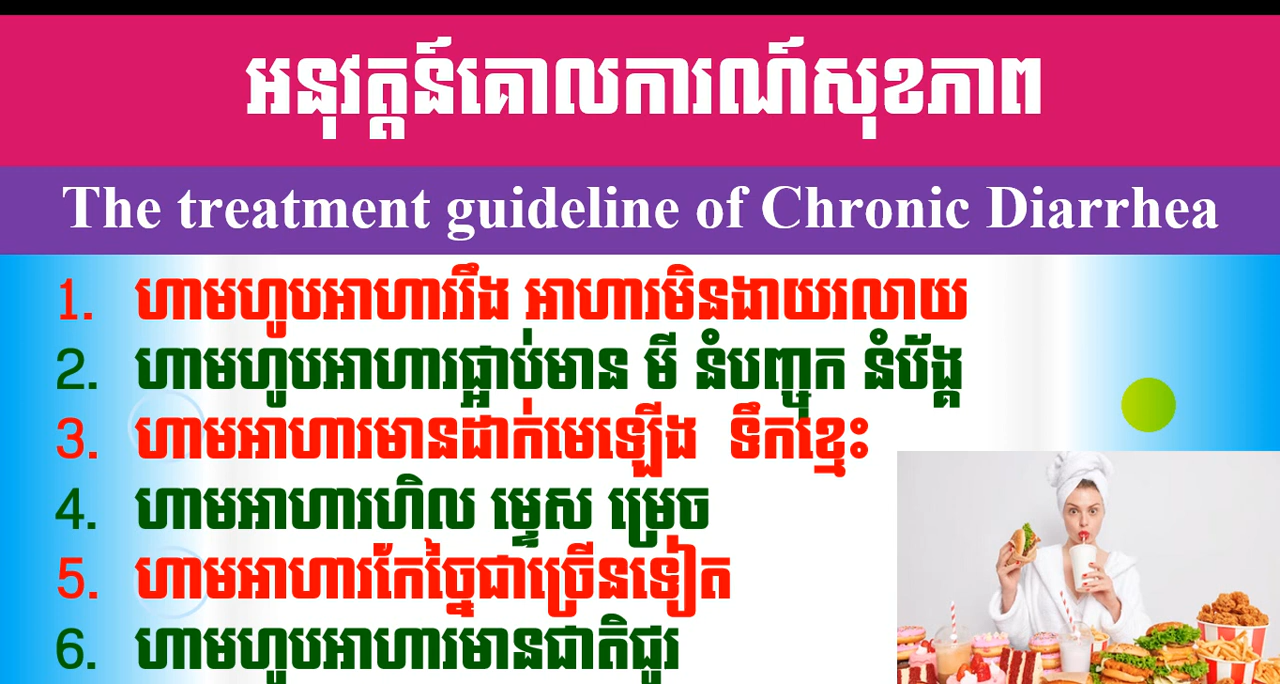 អនុវត្តន៍គោលការណ៍សុខភាព
The treatment guideline of Chronic Diarrhea
1. ហាមហូបអាហាររឹង អាហារមិនងាយរលាយ
2. ហាមហូបអាហារផ្អាប់មាន មី នំបញ្ចុក នំប័ង្គ
3. ហាមអាហារមានដាក់មេឡើង ទឹកខ្មេះ
4. ហាមអាហារហិល ម្ទេស ម្រេច
5. ហាមអាហារកែច្នៃជាច្រើនទៀត
6. ហាមហូបអាហារមានជាតិជូរ